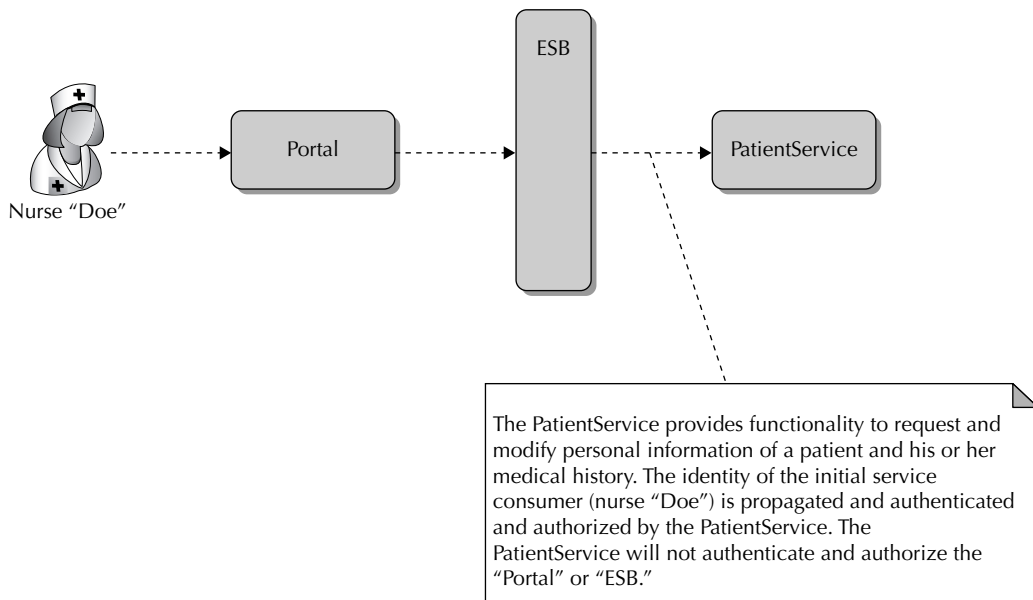 ESB
Portal
PatientService
Nurse “Doe”
The PatientService provides functionality to request and
modify personal information of a patient and his or her
medical history. The identity of the initial service
consumer (nurse “Doe”) is propagated and authenticated
and authorized by the PatientService. The
PatientService will not authenticate and authorize the
“Portal” or “ESB.”